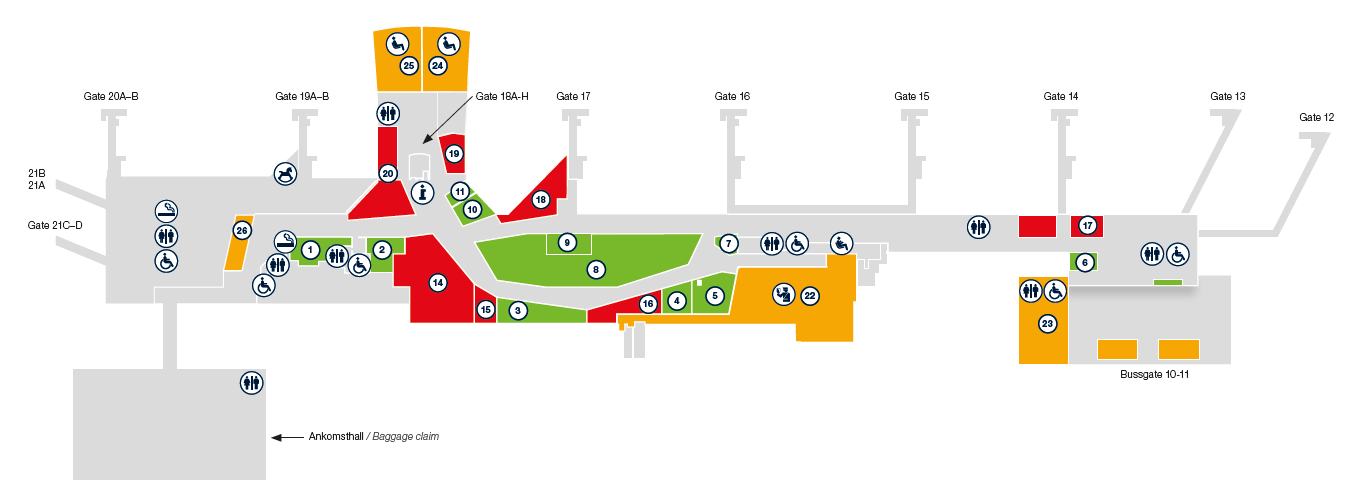 25
24
Gate 20A–B
Gate 19A–B
Gate 18A-H
Gate 17
Gate 16
Gate 15
Gate 14
Gate 13
Gate 12
19
21B
21A
20
11
10
18
Gate 21C–D
26
17
1
2
9
7
8
6
14
15
3
16
4
5
22
23
Bussgate 10-11
Ankomsthall / Baggage claim